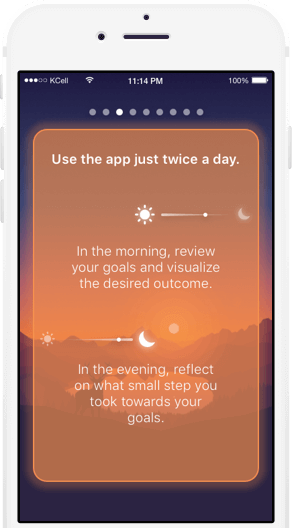 KCell 11:14 PM 100%
Use the app just twice a day.
In the morning, review
your goals and visualize
the desired outcome.
In the evening, reflect
on what small step you
took towards your
goals.